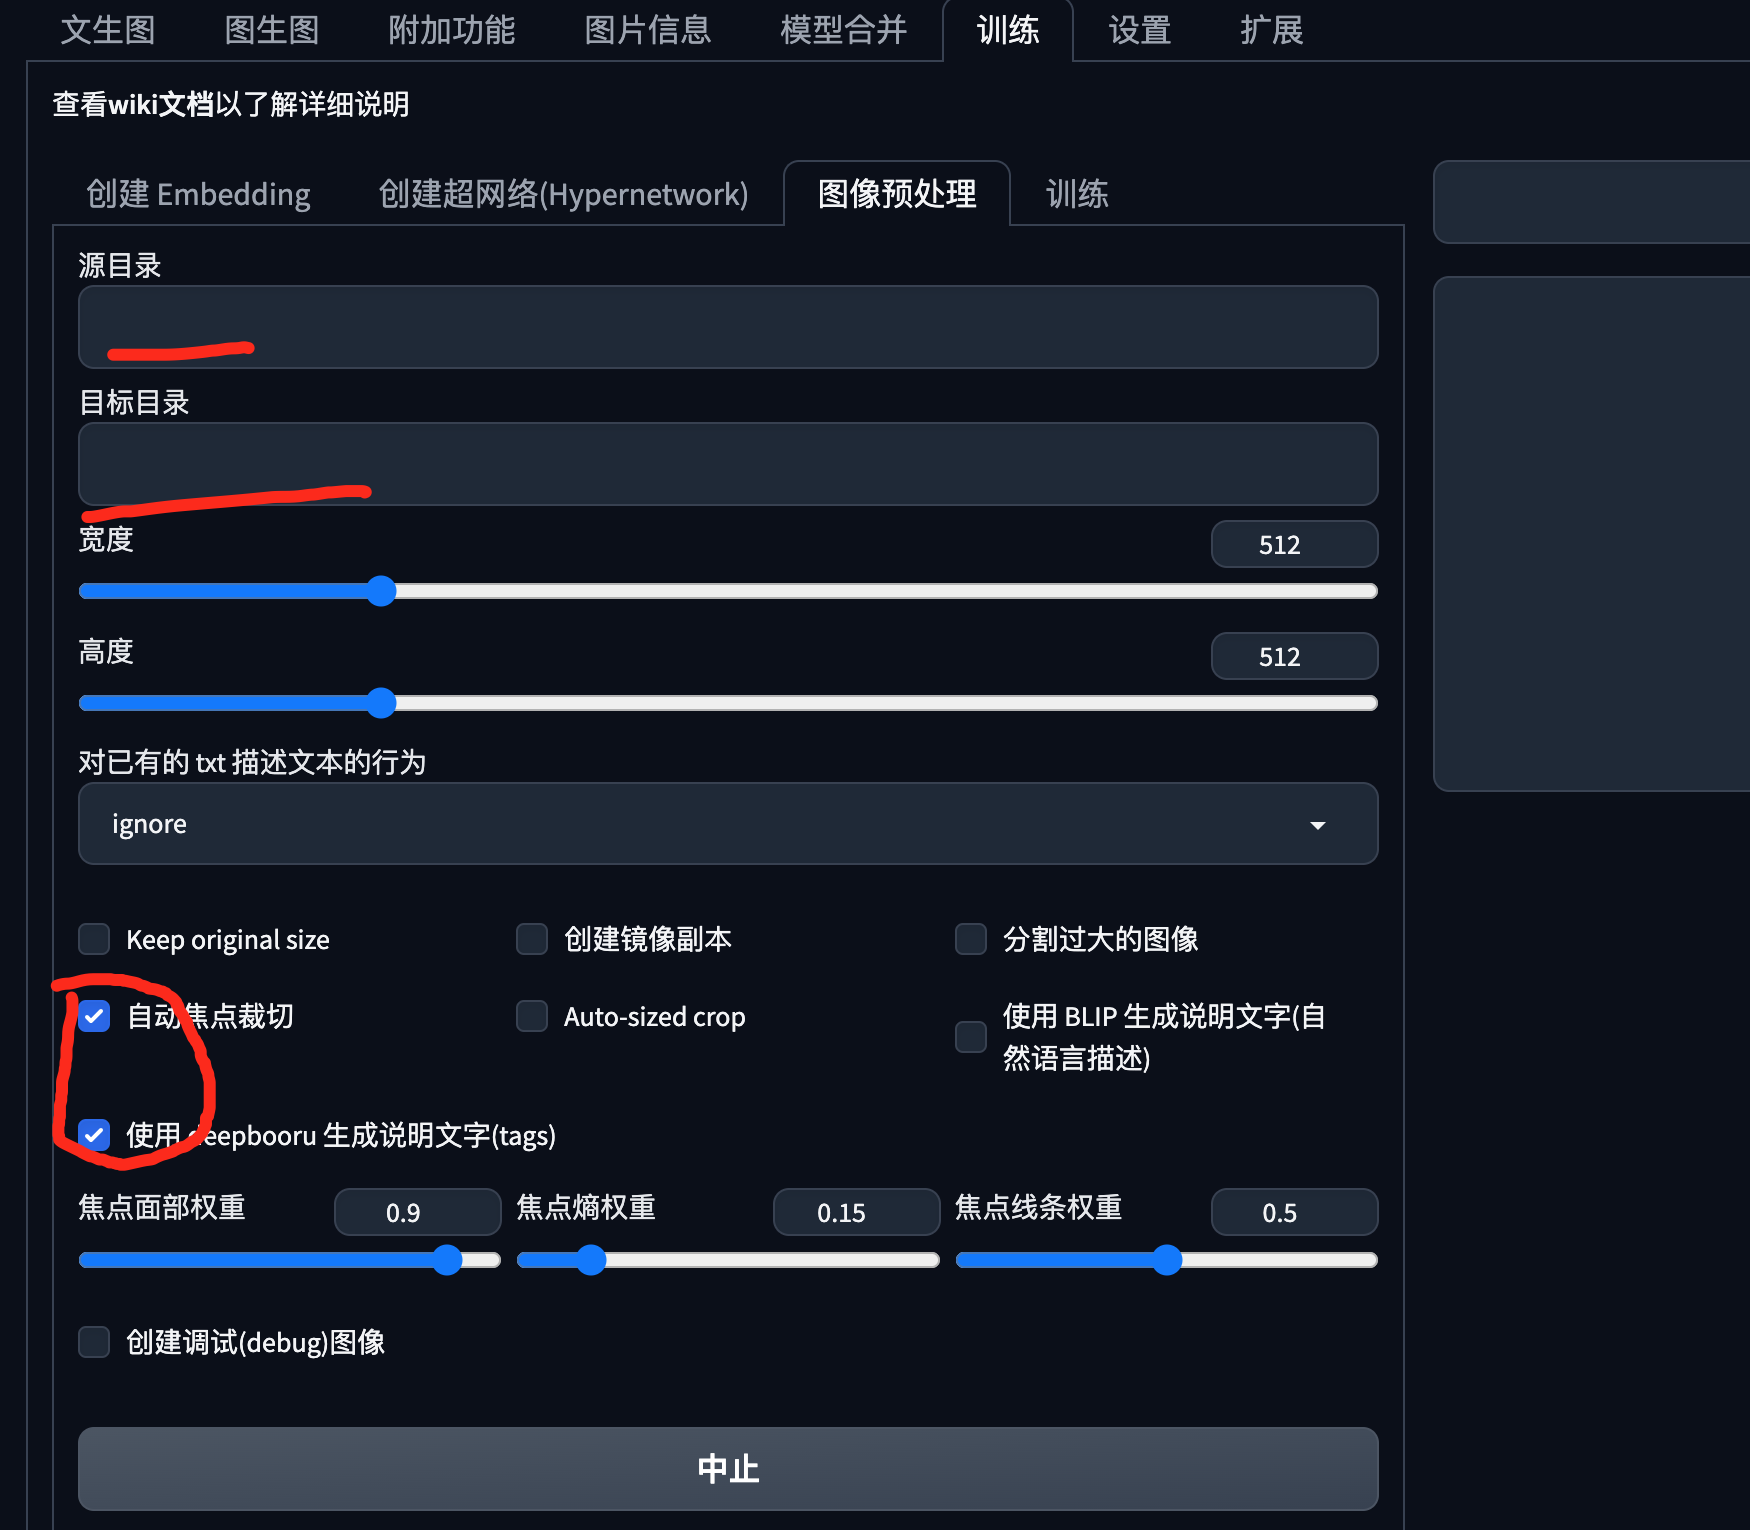 文生图 图生图 附加功能 图片信息 模型合并 训练 设置 扩展
查看wiki文档以了解详细说明
创建 Embedding 创建超网络(Hypernetwork) 图像预处理 训练
源目录
目标目录
宽度 512
高度 512
对已有的 txt 描述文本的行为
ignore
Keep original size 创建镜像副本 分割过大的图像
自动焦点裁切 Auto-sized crop 使用 BLIP 生成说明文字(自
然语言描述)
使用 deepbooru 生成说明文字(tags)
焦点面部权重 0.9 焦点熵权重 0.15 焦点线条权重 0.5
创建调试(debug)图像
中止